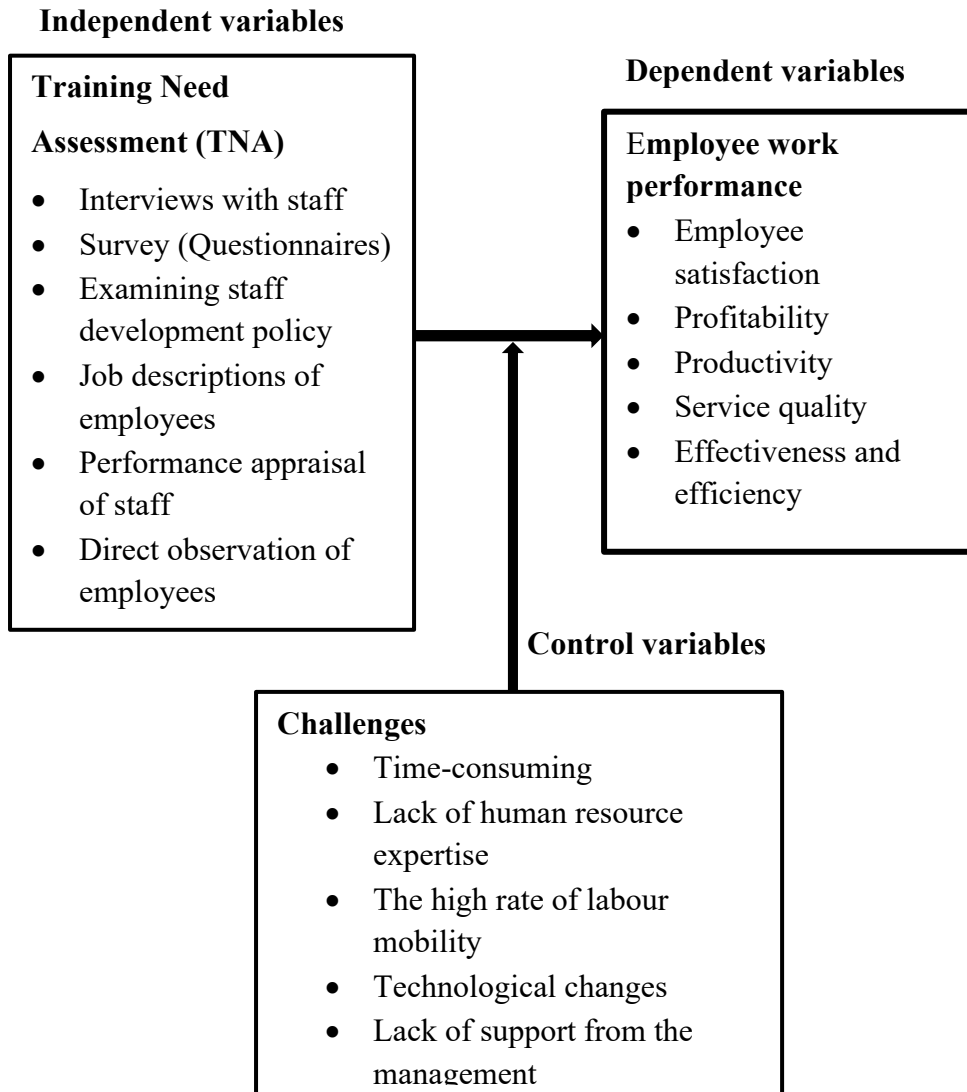 Independent variables
Training Need
Assessment (TNA)
• Interviews with staff
• Survey (Questionnaires)
• Examining staff
development policy
• Job descriptions of
employees
• Performance appraisal
of staff
• Direct observation of
employees
Dependent variables
Employee work
performance
• Employee
satisfaction
• Profitability
• Productivity
• Service quality
• Effectiveness and
efficiency
Control variables
Challenges
• Time-consuming
• Lack of human resource
expertise
• The high rate of labour
mobility
• Technological changes
• Lack of support from the
management